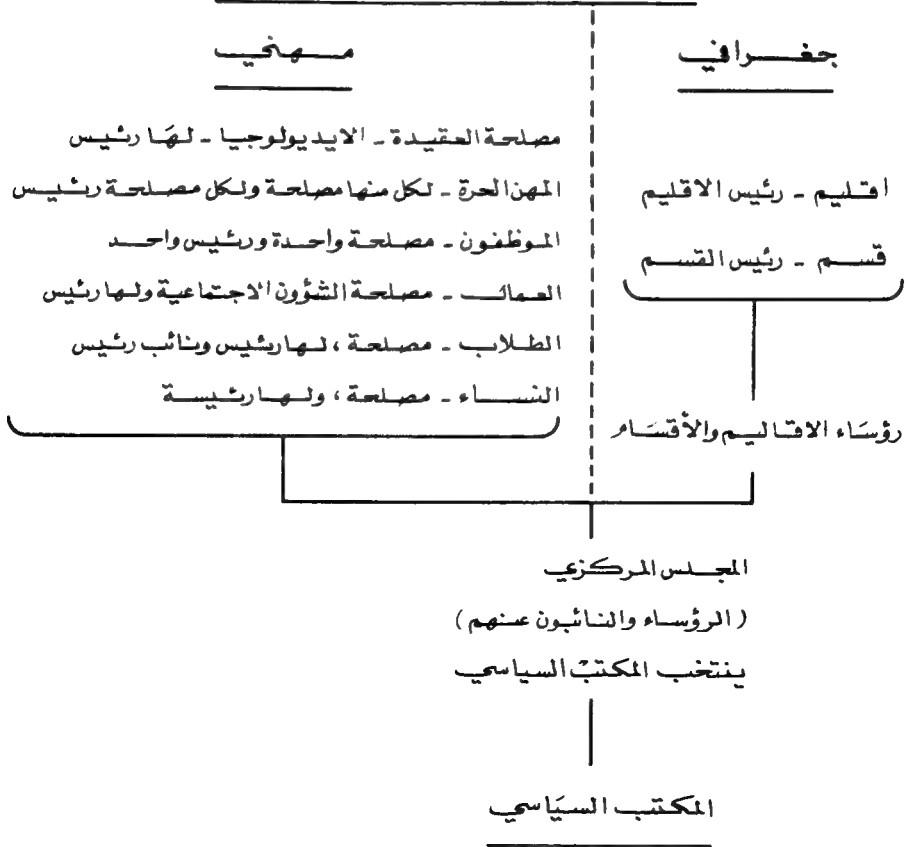 جغرافي
اقليم - رئيس الاقليم
قسم - رئيس القسم
رؤساء الاقاليم والأقسام
مهني
مصلحة العقيدة - الايديولوجيا - لها رئيس
المهن الحرة - لكل منها مصلحة ولكل مصلحة رئيس
الموظفون - مصلحة واحدة ورئيس واحد
العمال - مصلحة الشؤون الاجتماعية ولها رئيس
الطلاب - مصلحة، لها رئيس ونائب رئيس
النساء - مصلحة، ولها رئيسة
المجلس المركزي
(الرؤساء والنائبون عنهم)
ينتخب المكتب السياسي
المكتب السياسي